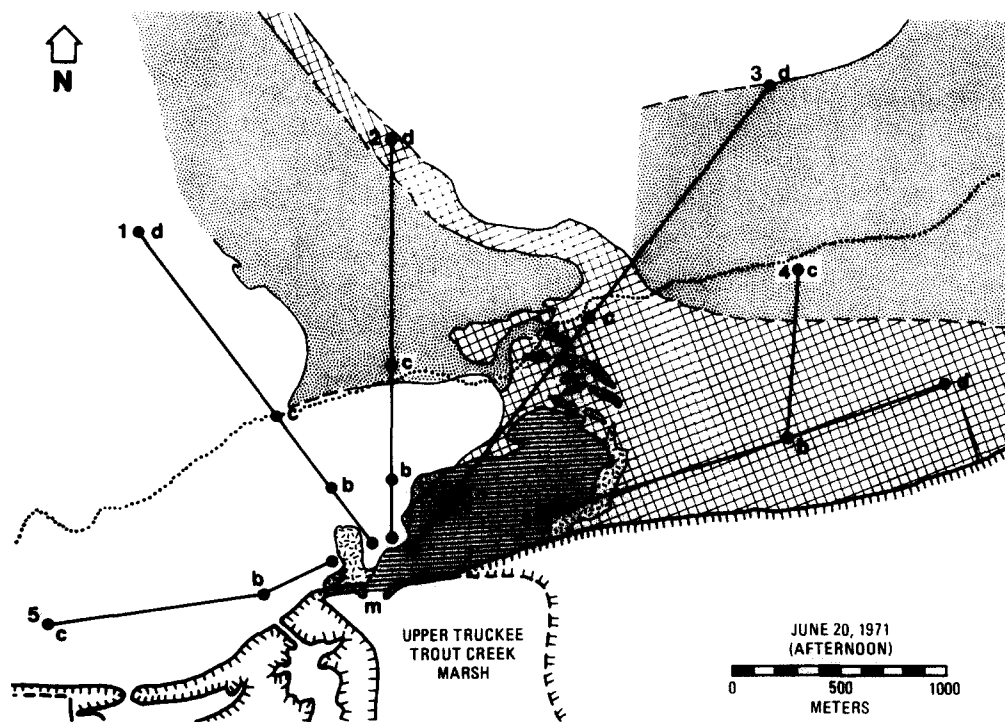 N
3 d
2 d
1 d
4 c
c
c
c
d
b
b
b
b
5
c
m
UPPER TRUCKEE
TROUT CREEK
MARSH
JUNE 20, 1971
(AFTERNOON)
0 500 1000
METERS